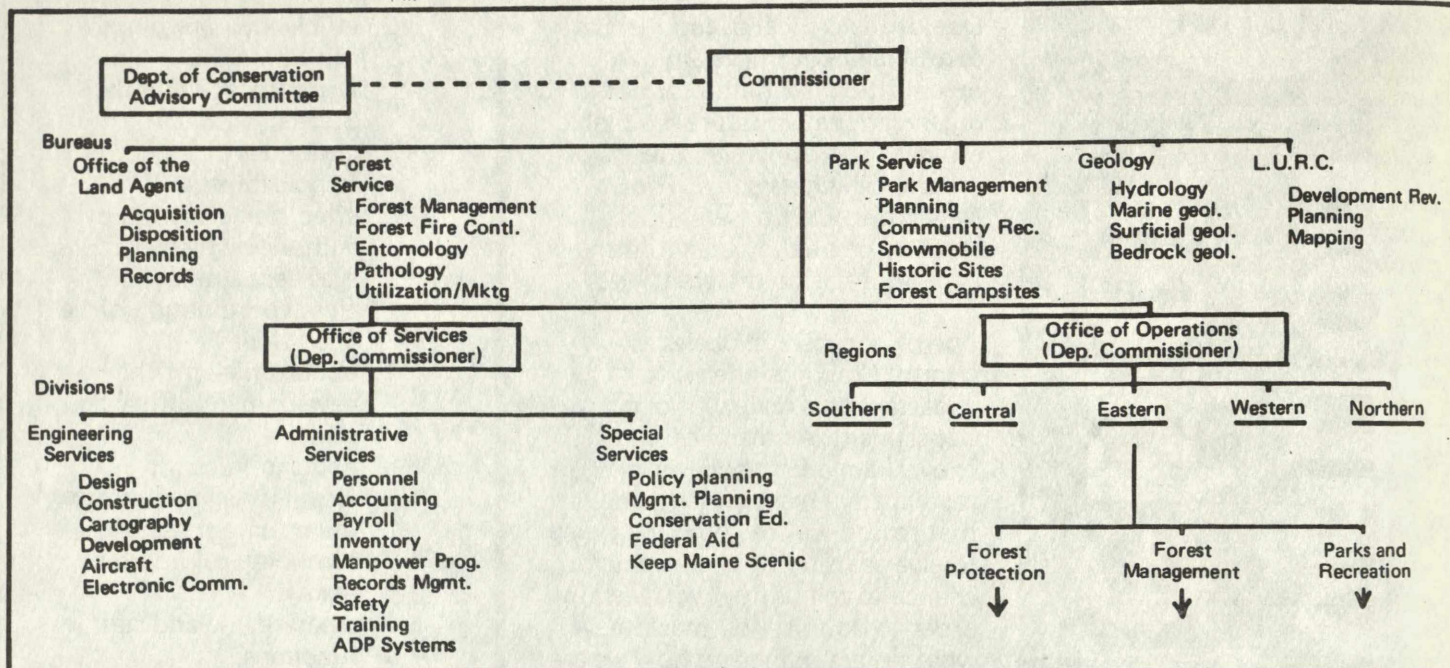 Dept. of Conservation
Advisory Committee
Commissioner
Bureaus
Office of the
Land Agent
Acquisition
Disposition
Planning
Records
Forest
Service
Forest Management
Forest Fire Contl.
Entomology
Pathology
Utilization/Mktg
Park Service
Park Management
Planning
Community Rec.
Snowmobile
Historic Sites
Forest Campsites
Geology
Hydrology
Marine geol.
Surficial geol.
Bedrock geol.
L.U.R.C.
Development Rev.
Planning
Mapping
Office of Services
(Dep. Commissioner)
Divisions
Engineering
Services
Design
Construction
Cartography
Development
Aircraft
Electronic Comm.
Administrative
Services
Personnel
Accounting
Payroll
Inventory
Manpower Prog.
Records Mgmt.
Safety
Training
ADP Systems
Special
Services
Policy planning
Mgmt. Planning
Conservation Ed.
Federal Aid
Keep Maine Scenic
Office of Operations
(Dep. Commissioner)
Regions
Southern
Central
Eastern
Western
Northern
Forest
Protection
Forest
Management
Parks and
Recreation